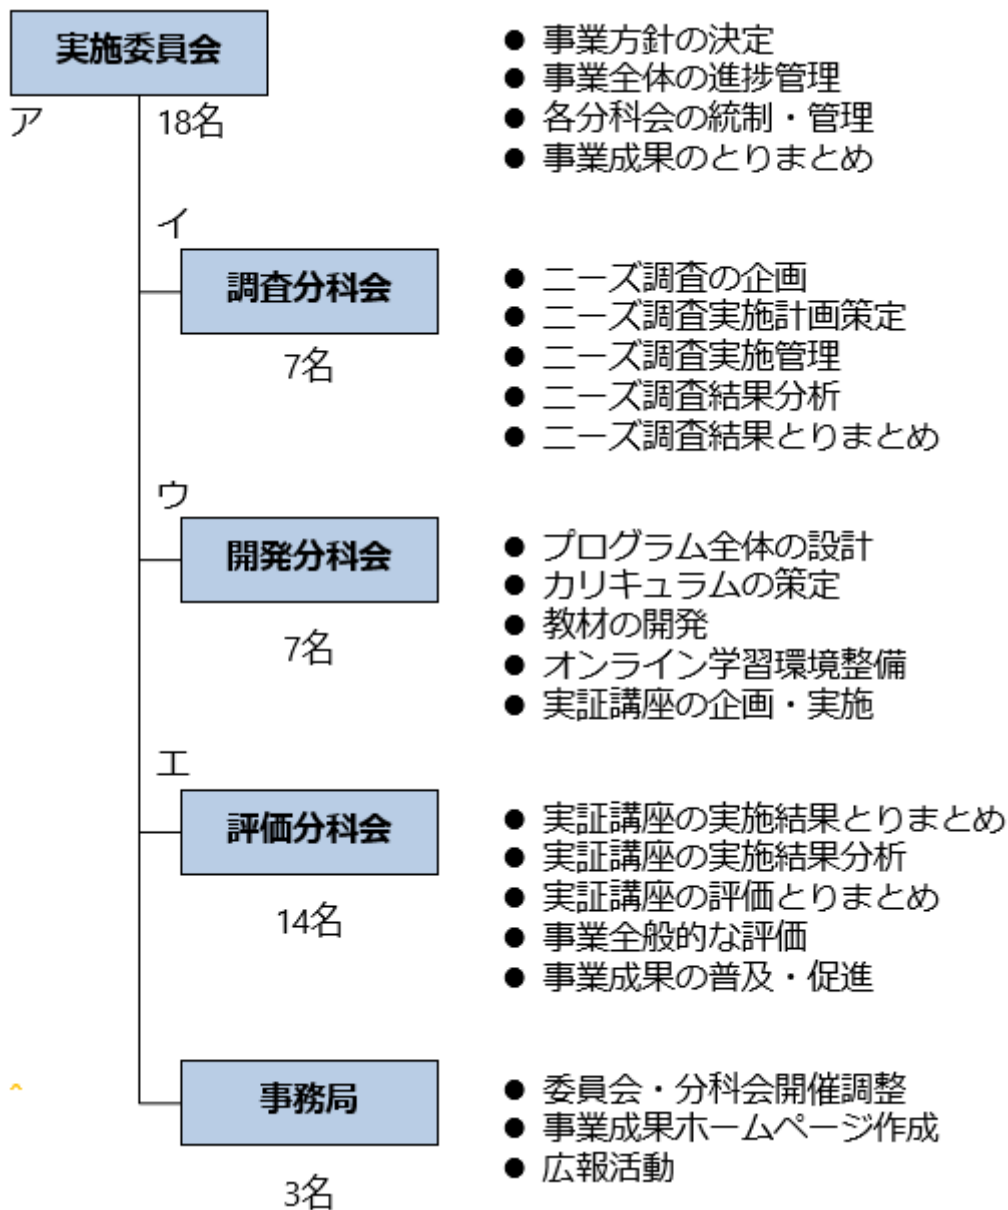 実施委員会
ア
18名
● 事業方針の決定
● 事業全体の進捗管理
● 各分科会の統制・管理
● 事業成果のとりまとめ
イ
調査分科会
7名
● ニーズ調査の企画
● ニーズ調査実施計画策定
● ニーズ調査実施管理
● ニーズ調査結果分析
● ニーズ調査結果とりまとめ
ウ
開発分科会
7名
● プログラム全体の設計
● カリキュラムの策定
● 教材の開発
● オンライン学習環境整備
● 実証講座の企画・実施
エ
評価分科会
14名
● 実証講座の実施結果とりまとめ
● 実証講座の実施結果分析
● 実証講座の評価とりまとめ
● 事業全般的な評価
● 事業成果の普及・促進
事務局
3名
● 委員会・分科会開催調整
● 事業成果ホームページ作成
● 広報活動